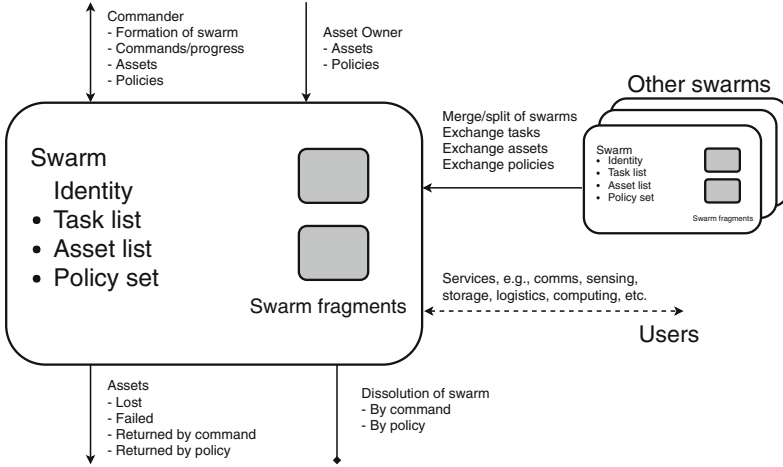 Commander
- Formation of swarm
- Commands/progress
- Assets
- Policies
Asset Owner
- Assets
- Policies
Other swarms
Merge/split of swarms
Exchange tasks
Exchange assets
Exchange policies
Swarm
• Identity
• Task list
• Asset list
• Policy set
Swarm fragments
Swarm
Identity
• Task list
• Asset list
• Policy set
Swarm fragments
Services, e.g., comms, sensing,
storage, logistics, computing, etc.
Users
Assets
- Lost
- Failed
- Returned by command
- Returned by policy
Dissolution of swarm
- By command
- By policy